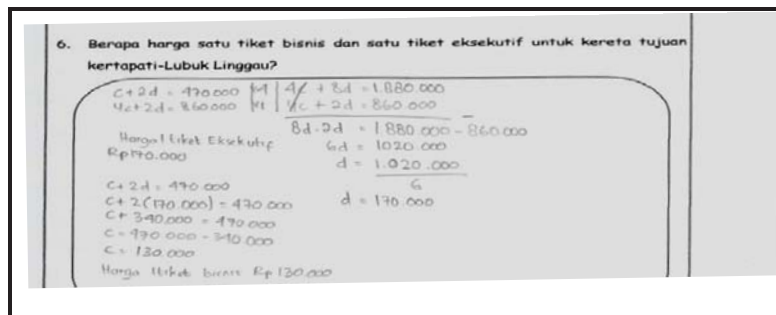 6. Berapa harga satu tiket bisnis dan satu tiket eksekutif untuk kereta tujuan
kertapati-Lubuk Linggau?
c + 2d = 470 000 |x4| 4c + 8d = 1.880.000
4c + 2d = 860 000 |x1| 4c + 2d = 860.000 -
8d - 2d = 1.880.000 - 860.000
Harga 1 tiket Eksekutif
6d = 1020 000
Rp170.000
d = 1.020.000
6
c + 2d = 470 000
d = 170 000
c + 2(170.000) = 470 000
c + 340.000 = 470 000
c = 470 000 - 340 000
c = 130 000
Harga tiket bisnis Rp 130.000